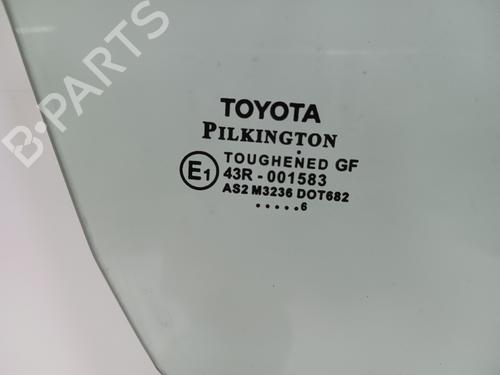 B-PARTS
TOYOTA
PILKINGTON
TOUGHENED GF
E1 43R - 001583
AS2 M3236 DOT682
.....6